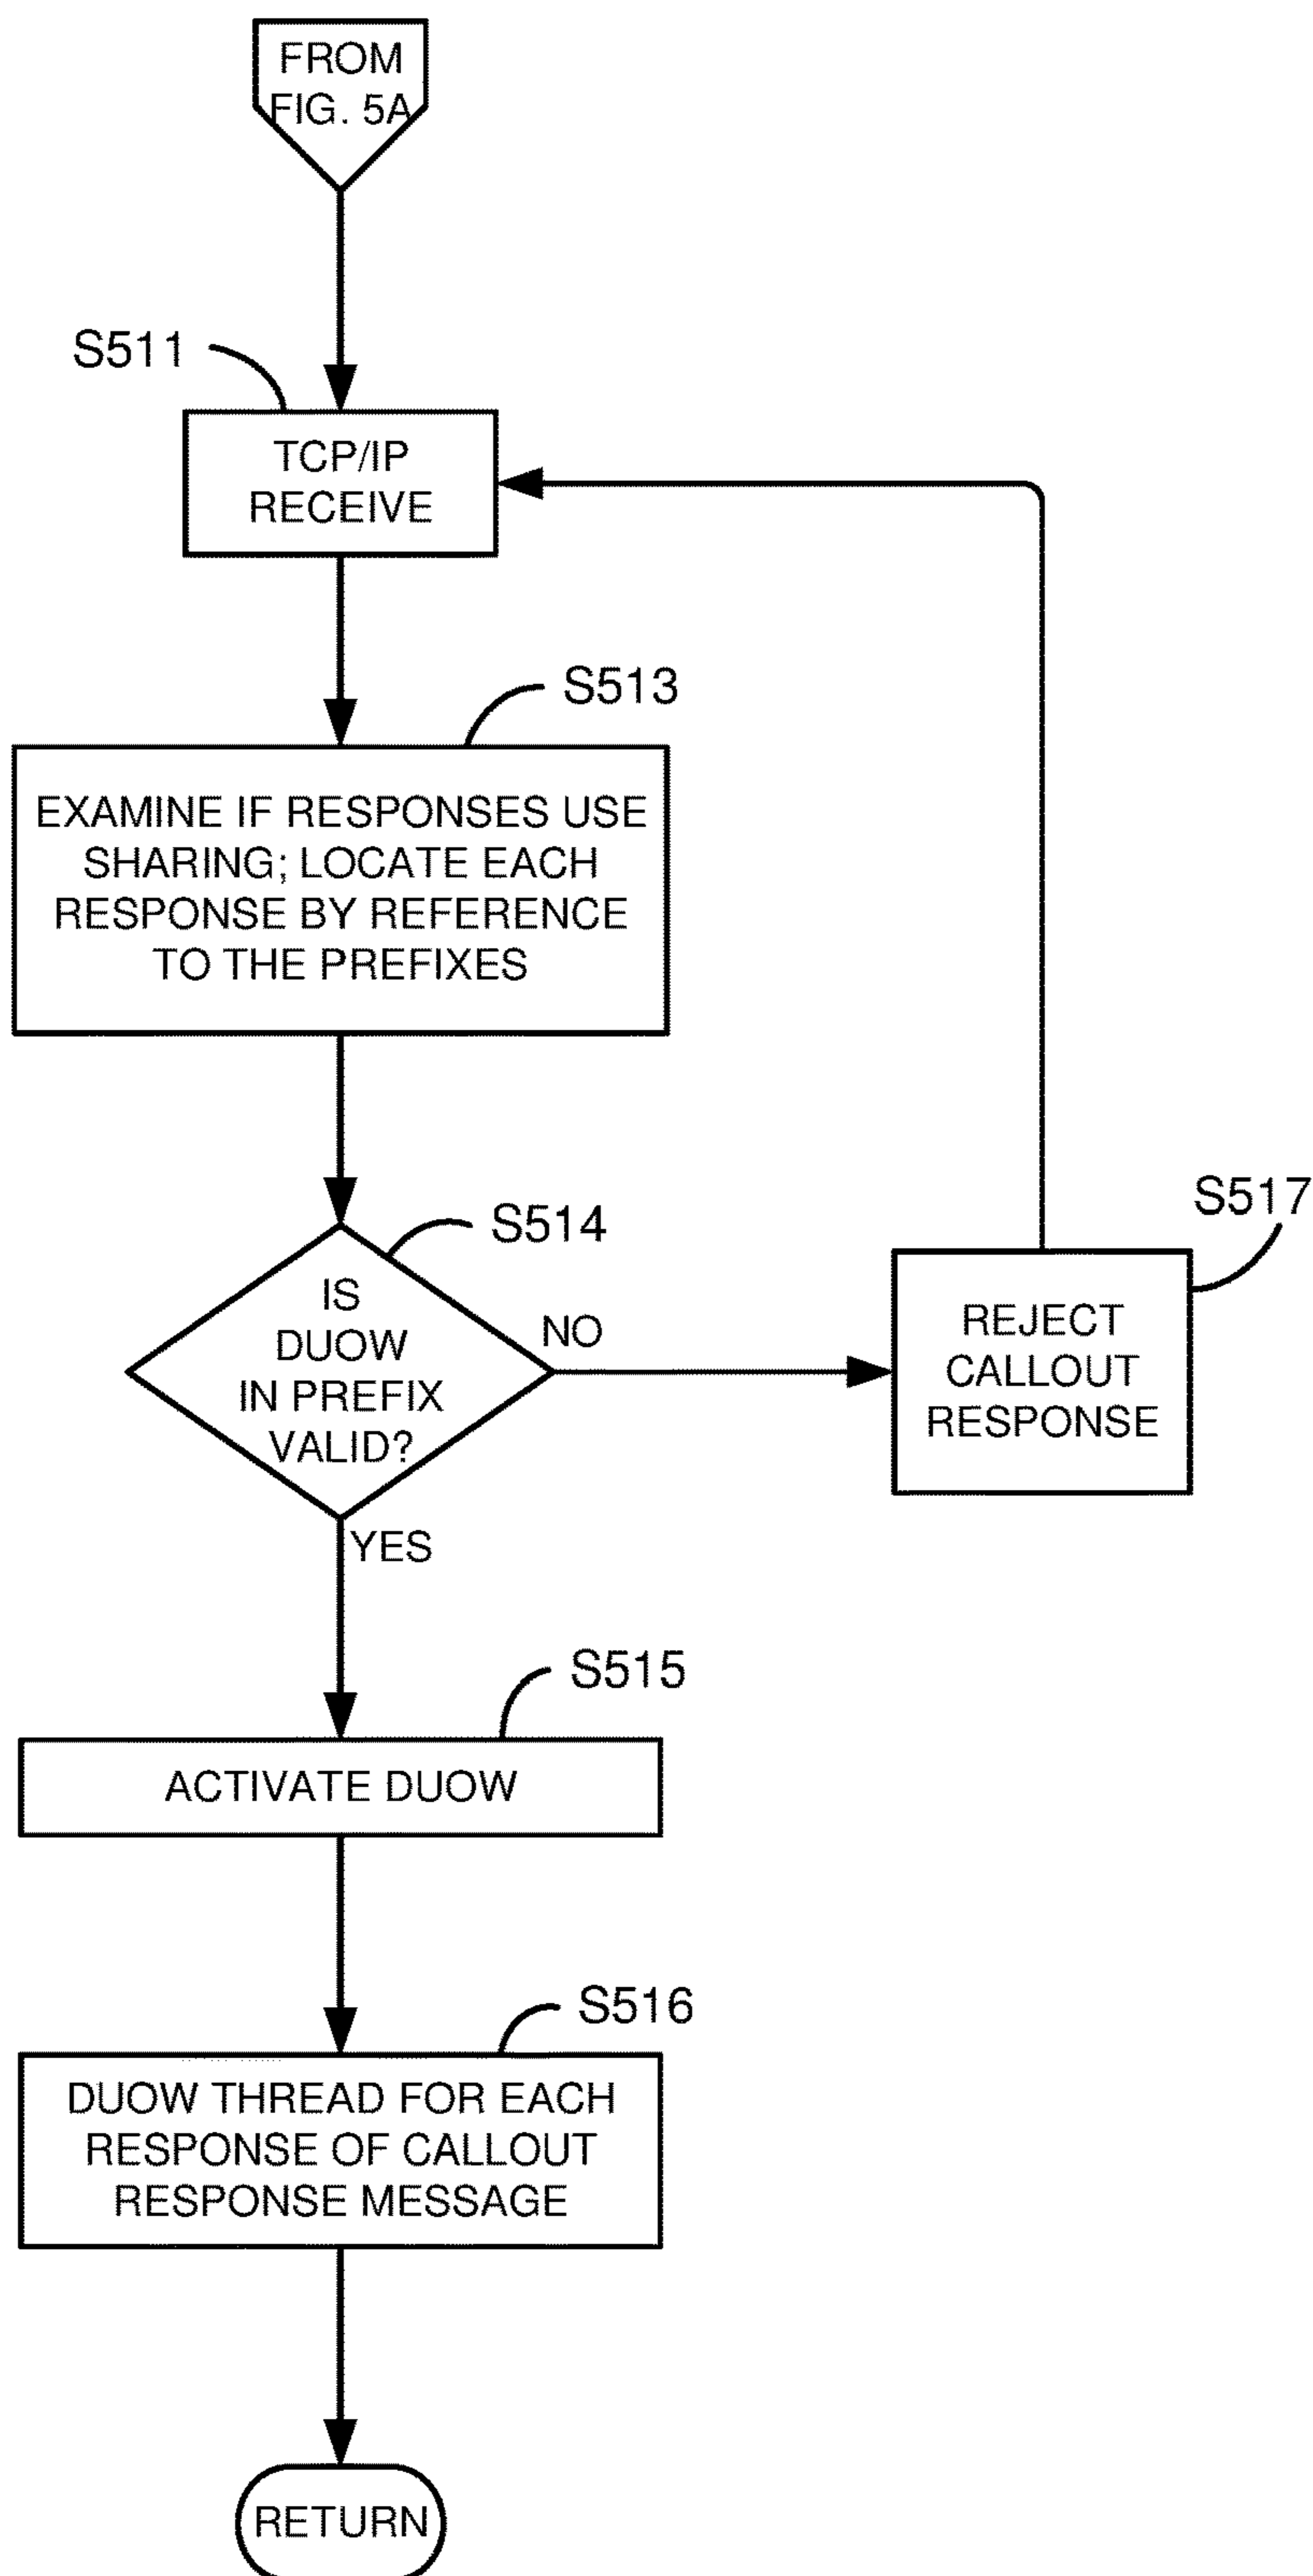 FROM
FIG. 5A
S511
TCP/IP
RECEIVE
S513
EXAMINE IF RESPONSES USE
SHARING; LOCATE EACH
RESPONSE BY REFERENCE
TO THE PREFIXES
S514
IS
DUOW
IN PREFIX
VALID?
NO
S517
REJECT
CALLOUT
RESPONSE
YES
S515
ACTIVATE DUOW
S516
DUOW THREAD FOR EACH
RESPONSE OF CALLOUT
RESPONSE MESSAGE
RETURN